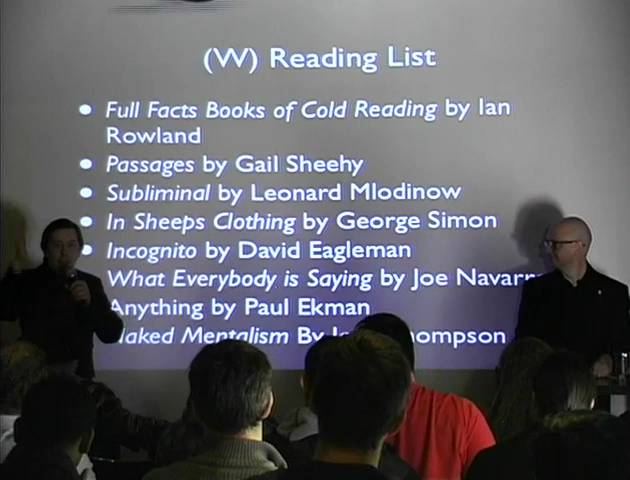 (W) Reading List
• Full Facts Books of Cold Reading by Ian
Rowland
• Passages by Gail Sheehy
• Subliminal by Leonard Mlodinow
• In Sheeps Clothing by George Simon
• Incognito by David Eagleman
What Everybody is Saying by Joe
Anything by Paul Ekman
Mentalism By